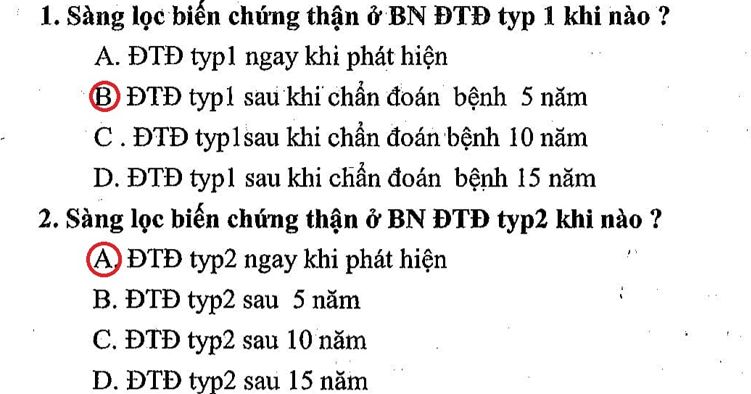 1. Sàng lọc biến chứng thận ở BN ĐTĐ typ 1 khi nào ?
A. ĐTĐ typ1 ngay khi phát hiện
B ĐTĐ typ1 sau khi chẩn đoán bệnh 5 năm
C . ĐTĐ typ1sau khi chẩn đoán bệnh 10 năm
D. ĐTĐ typ1 sau khi chẩn đoán bệnh 15 năm
2. Sàng lọc biến chứng thận ở BN ĐTĐ typ2 khi nào ?
A. ĐTĐ typ2 ngay khi phát hiện
B. ĐTĐ typ2 sau 5 năm
C. ĐTĐ typ2 sau 10 năm
D. ĐTĐ typ2 sau 15 năm